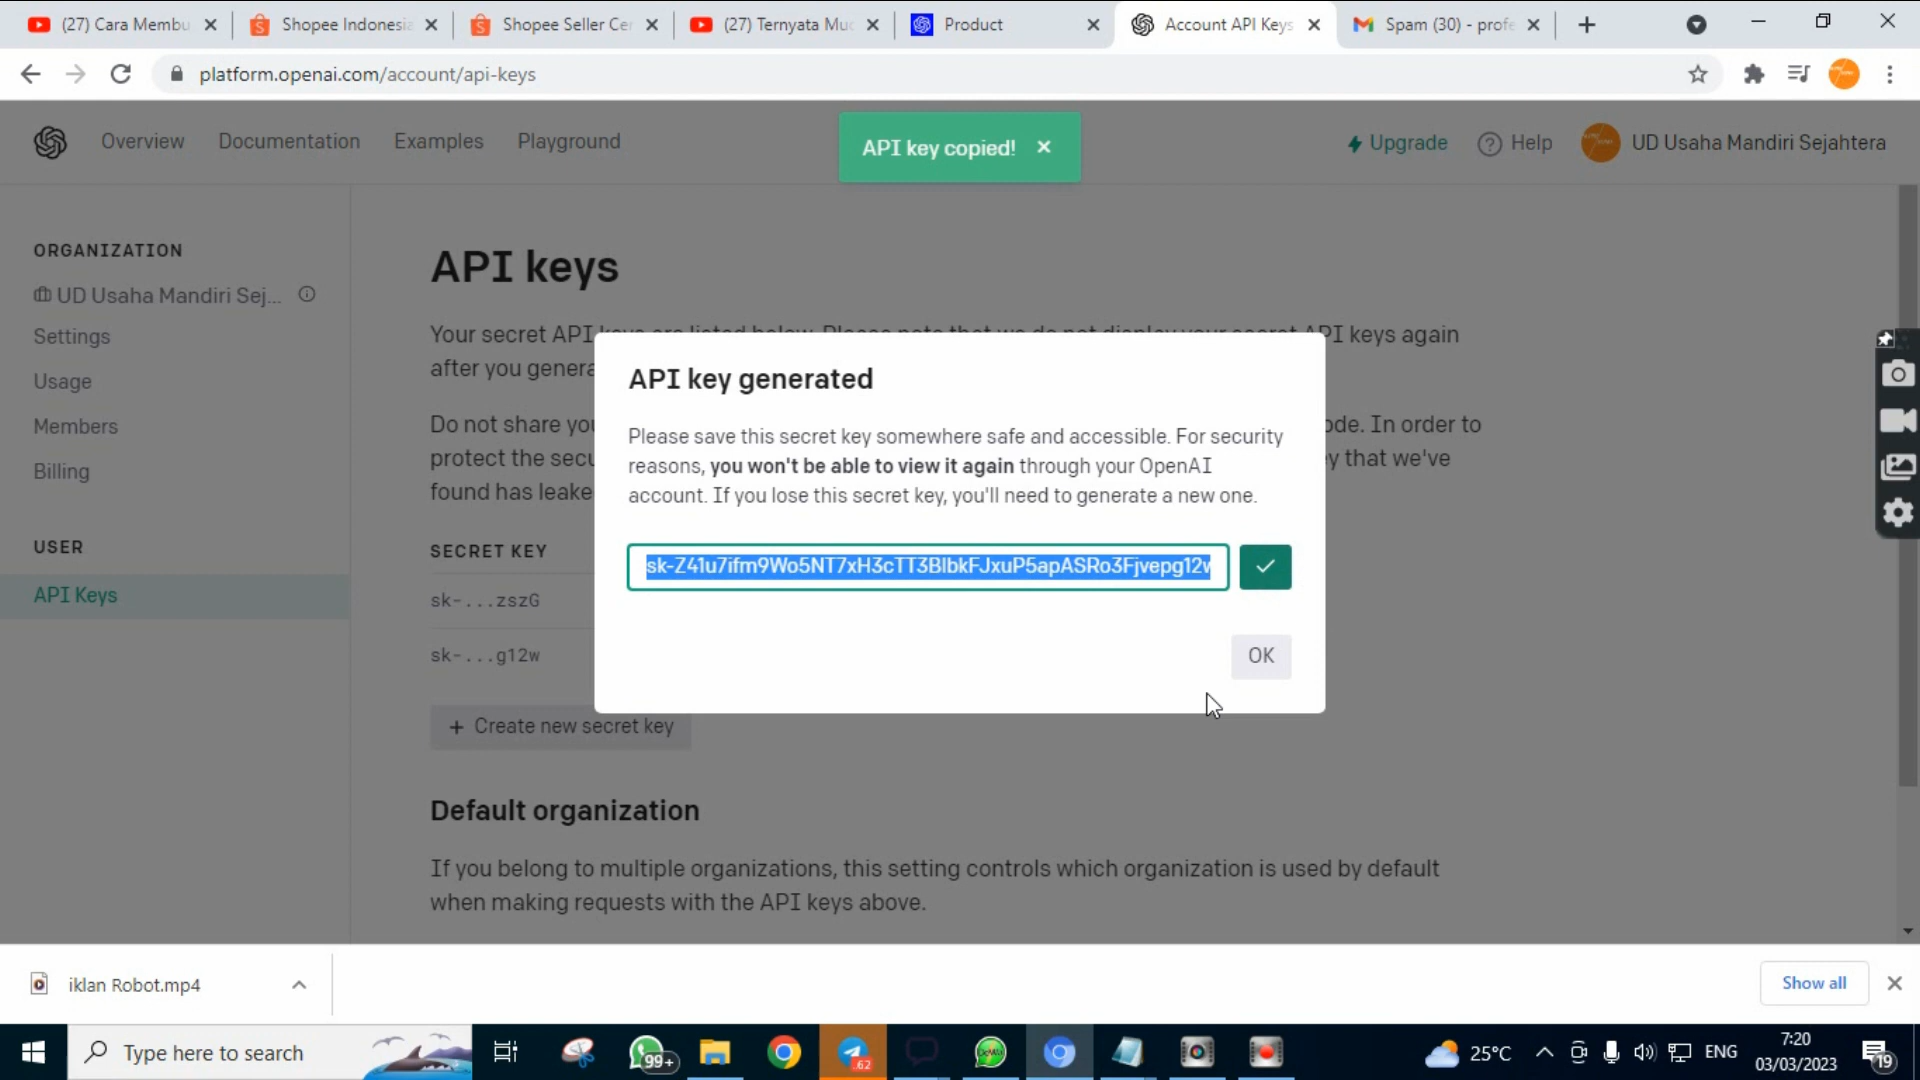 (27) Cara Membu
Shopee Indonesia
Shopee Seller Cer
(27) Ternyata Mud
Product
Account API Keys
Spam (30) - profe
platform.openai.com/account/api-keys
Overview
Documentation
Examples
Playground
API key copied!
Upgrade
Help
UD Usaha Mandiri Sejahtera
ORGANIZATION
UD Usaha Mandiri Sej...
Settings
Usage
Members
Billing
USER
API Keys
API keys
Your secret API keys are listed below. Please note that we do not display your secret API keys again
after you genera
Do not share you
ode. In order to
protect the secu
y that we've
found has leake
SECRET KEY
sk-...zszG
sk-...g12w
+ Create new secret key
API key generated
Please save this secret key somewhere safe and accessible. For security
reasons, you won't be able to view it again through your OpenAI
account. If you lose this secret key, you'll need to generate a new one.
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
OK
Default organization
If you belong to multiple organizations, this setting controls which organization is used by default
when making requests with the API keys above.
iklan Robot.mp4
Show all
Type here to search
99+
62
25°C
ENG
7:20
03/03/2023
19